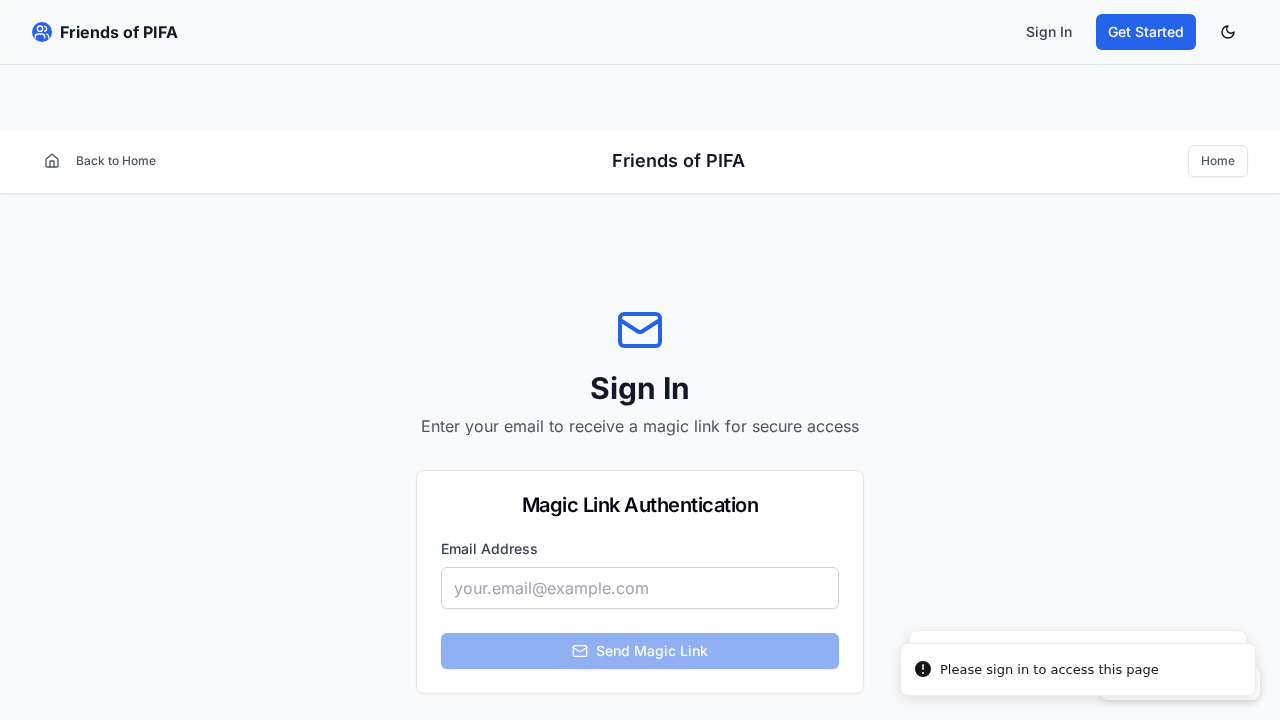 Friends of PIFA
Sign In
Get Started
Back to Home
Friends of PIFA
Home
Sign In
Enter your email to receive a magic link for secure access
Magic Link Authentication
Email Address
your.email@example.com
Send Magic Link
Please sign in to access this page